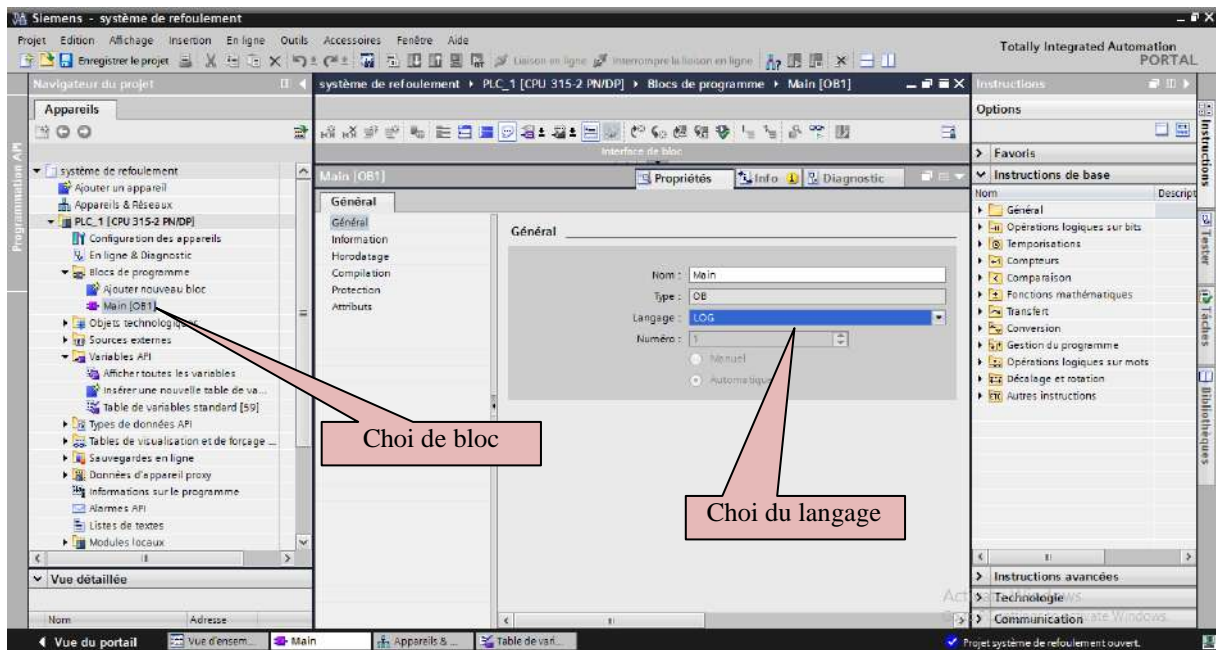 Siemens - système de refoulement
Projet Edition Affichage Insertion En ligne Outils Accessoires Fenêtre Aide
Totally Integrated Automation
PORTAL
Enregistrer le projet
Liaison en ligne
Interrompre la liaison en ligne
Navigateur du projet
système de refoulement PLC_1 [CPU 315-2 PN/DP] Blocs de programme Main [OB1]
Instructions
Appareils
Options
Interface de bloc
Programmation API
système de refoulement
Ajouter un appareil
Appareils & Réseaux
PLC_1 [CPU 315-2 PN/DP]
Configuration des appareils
En ligne & Diagnostic
Blocs de programme
Ajouter nouveau bloc
Main [OB1]
Objets technologiques
Sources externes
Variables API
Afficher toutes les variables
Insérer une nouvelle table de va...
Table de variables standard [59]
Types de données API
Tables de visualisation et de forçage ...
Sauvegardes en ligne
Données d'appareil proxy
Informations sur le programme
Alarmes API
Listes de textes
Modules locaux
Vue détaillée
Nom Adresse
Main [OB1]
Propriétés Info Diagnostic
Général
Général
Information
Horodatage
Compilation
Protection
Attributs
Général
Nom : Main
Type : OB
Langage : LOG
Numéro : 1
Manuel
Automatique
Choi de bloc
Choi du langage
Favoris
Instructions de base
Nom Descript
Général
Opérations logiques sur bits
Temporisations
Compteurs
Comparaison
Fonctions mathématiques
Transfert
Conversion
Gestion du programme
Opérations logiques sur mots
Décalage et rotation
Autres instructions
Instructions avancées
Technologie
Communication
Instructions
Tester
Tâches
Bibliothèques
Vue du portail Vue d'ensem... Main Appareils & ... Table de vari...
Projet système de refoulement ouvert.